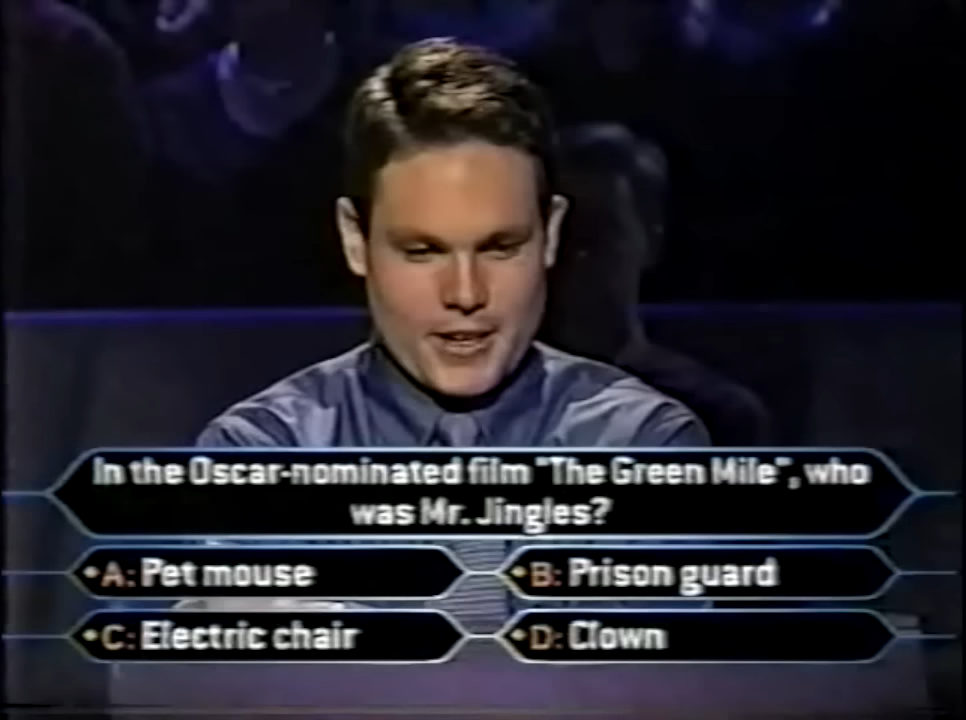 In the Oscar-nominated film "The Green Mile", who
was Mr. Jingles?
A: Pet mouse
B: Prison guard
C: Electric chair
D: Clown